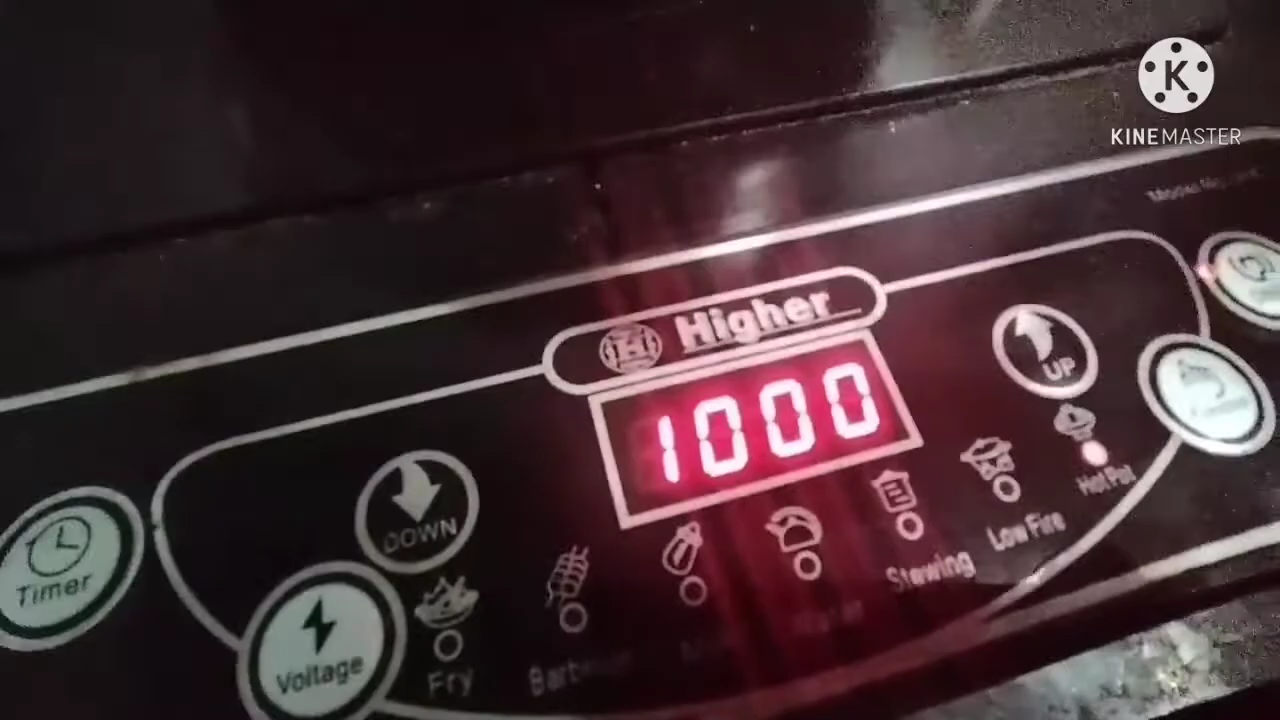 KINEMASTER
Higher
1000
UP
DOWN
Timer
Voltage
Fry
Stewing
Low Fire
Hot Pot